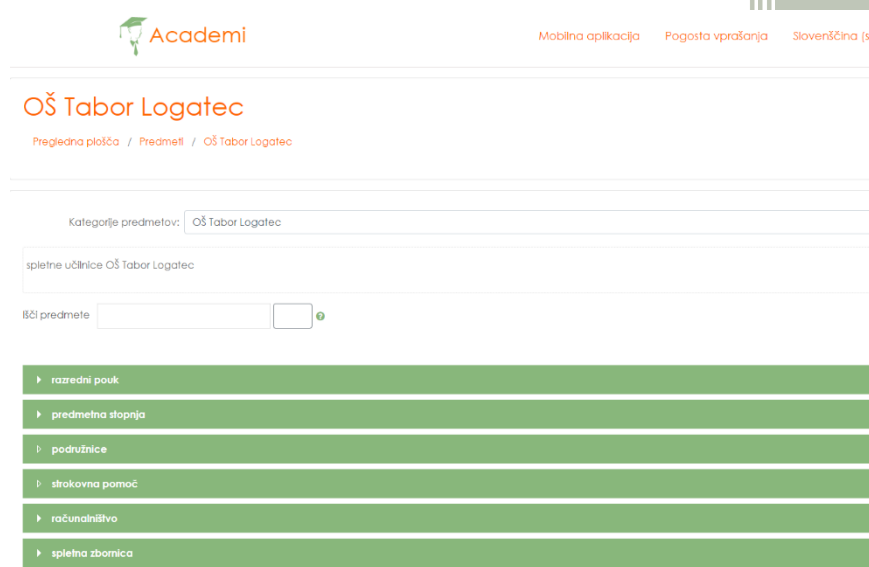 Academi
Mobilna aplikacija Pogosta vprašanja Slovenščina (s
OŠ Tabor Logatec
Pregledna plošča / Predmeti / OŠ Tabor Logatec
Kategorije predmetov: OŠ Tabor Logatec
spletne učilnice OŠ Tabor Logatec
Išči predmete
razredni pouk
predmetna stopnja
podružnice
strokovna pomoč
računalništvo
spletna zbornica